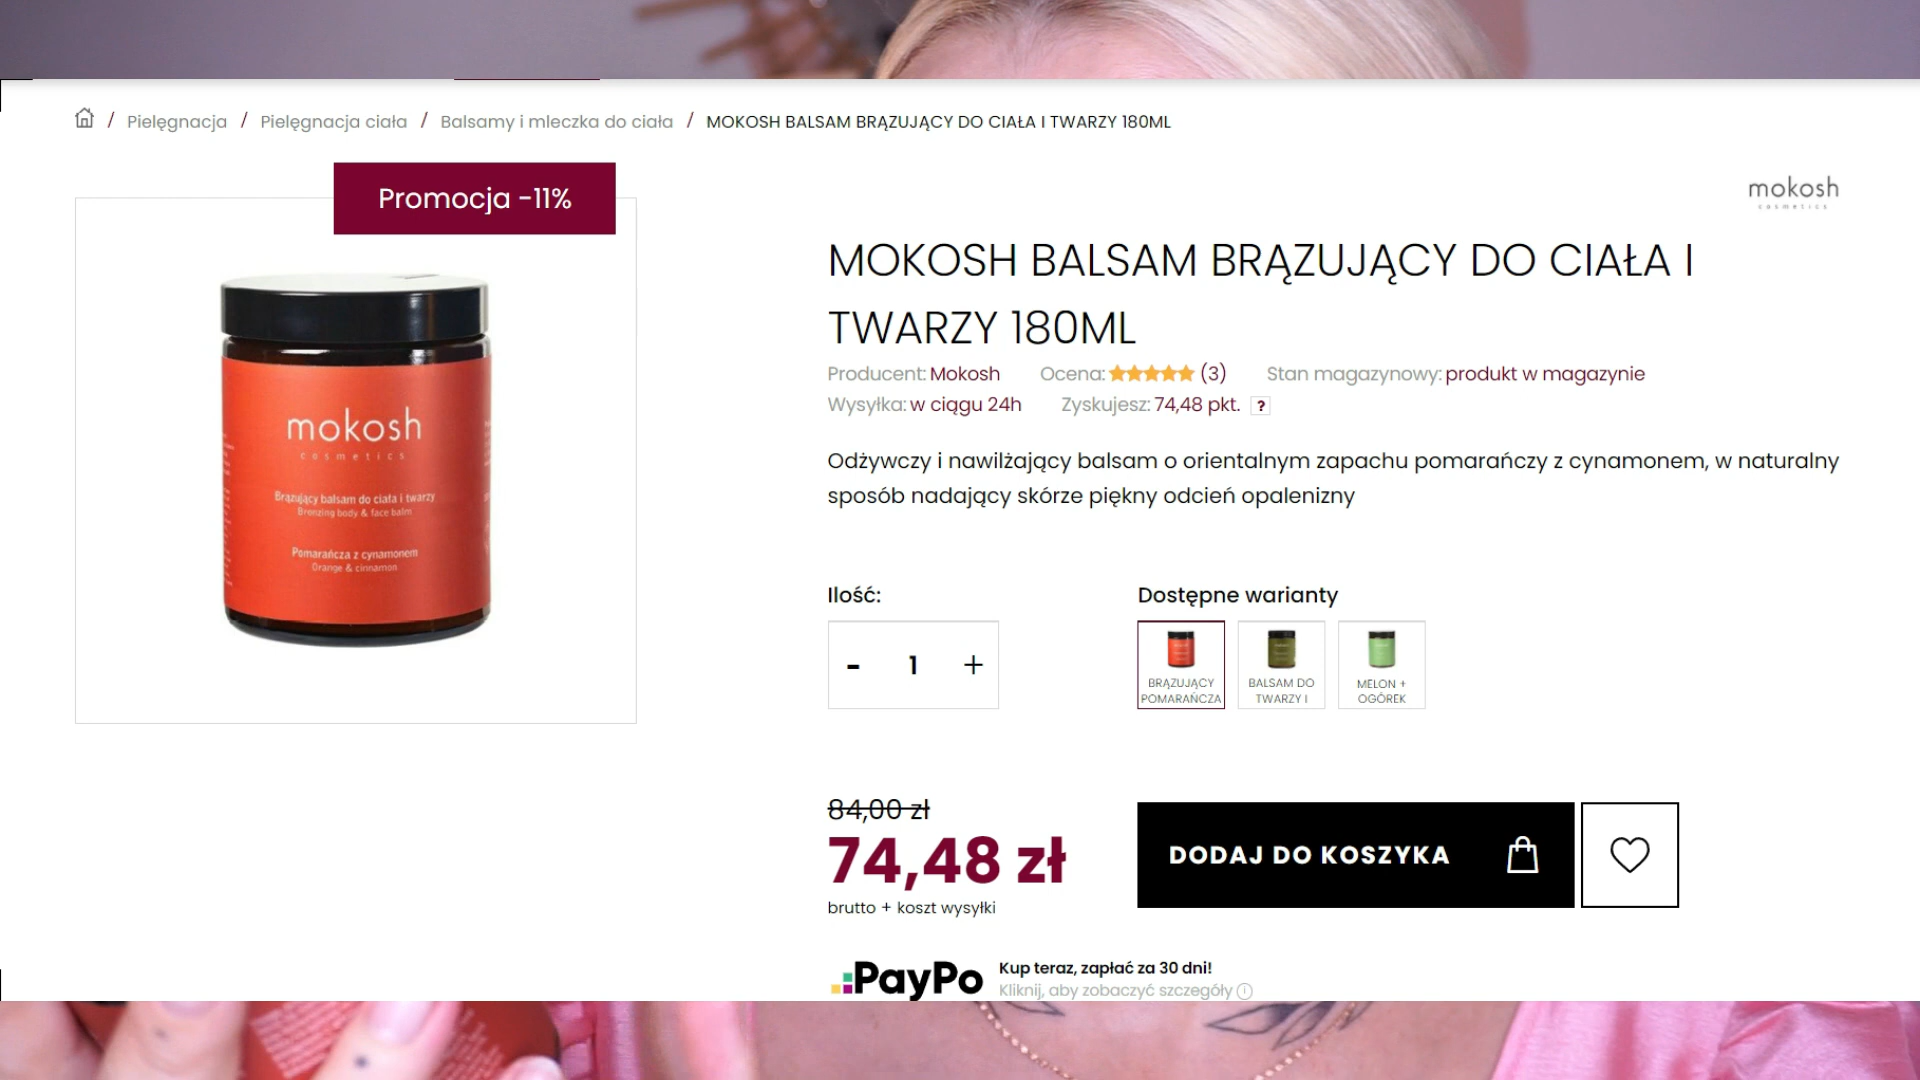 / Pielęgnacja / Pielęgnacja ciała / Balsamy i mleczka do ciała / MOKOSH BALSAM BRĄZUJĄCY DO CIAŁA I TWARZY 180ML
Promocja -11%
mokosh
cosmetics
Brązujący balsam do ciała i twarzy
Bronzing body & face balm
Pomarańcza z cynamonem
Orange & cinnamon
mokosh
cosmetics
MOKOSH BALSAM BRĄZUJĄCY DO CIAŁA I
TWARZY 180ML
Producent: Mokosh Ocena: (3) Stan magazynowy: produkt w magazynie
Wysyłka: w ciągu 24h Zyskujesz: 74,48 pkt. ?
Odżywczy i nawilżający balsam o orientalnym zapachu pomarańczy z cynamonem, w naturalny
sposób nadający skórze piękny odcień opalenizny
Ilość:
- 1 +
Dostępne warianty
BRĄZUJĄCY
POMARAŃCZA
BALSAM DO
TWARZY I
MELON +
OGÓREK
84,00 zł
74,48 zł
brutto + koszt wysyłki
DODAJ DO KOSZYKA
PayPo
Kup teraz, zapłać za 30 dni!
Kliknij, aby zobaczyć szczegóły